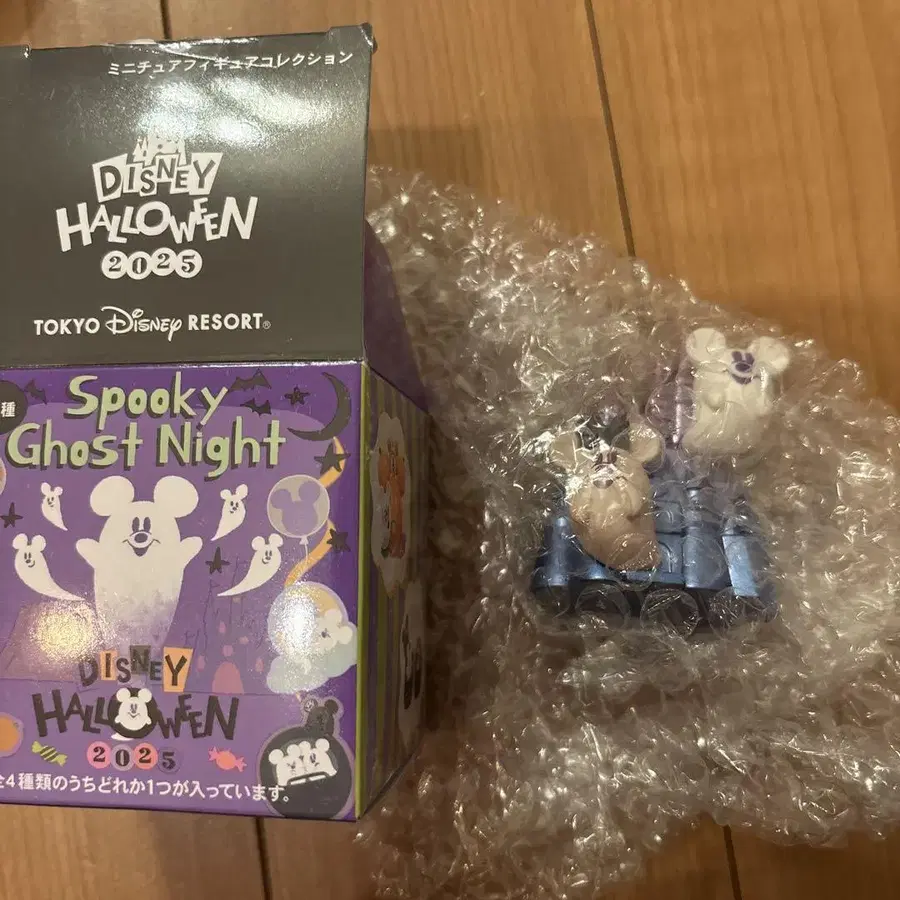 ミニチュアフィギュアコレクション
DISNEY
HALLOWEEN
2025
TOKYO Disney RESORT®
種
Spooky
Ghost Night
DISNEY
HALLOWEEN
2025
全4種類のうちどれか1つが入っています。